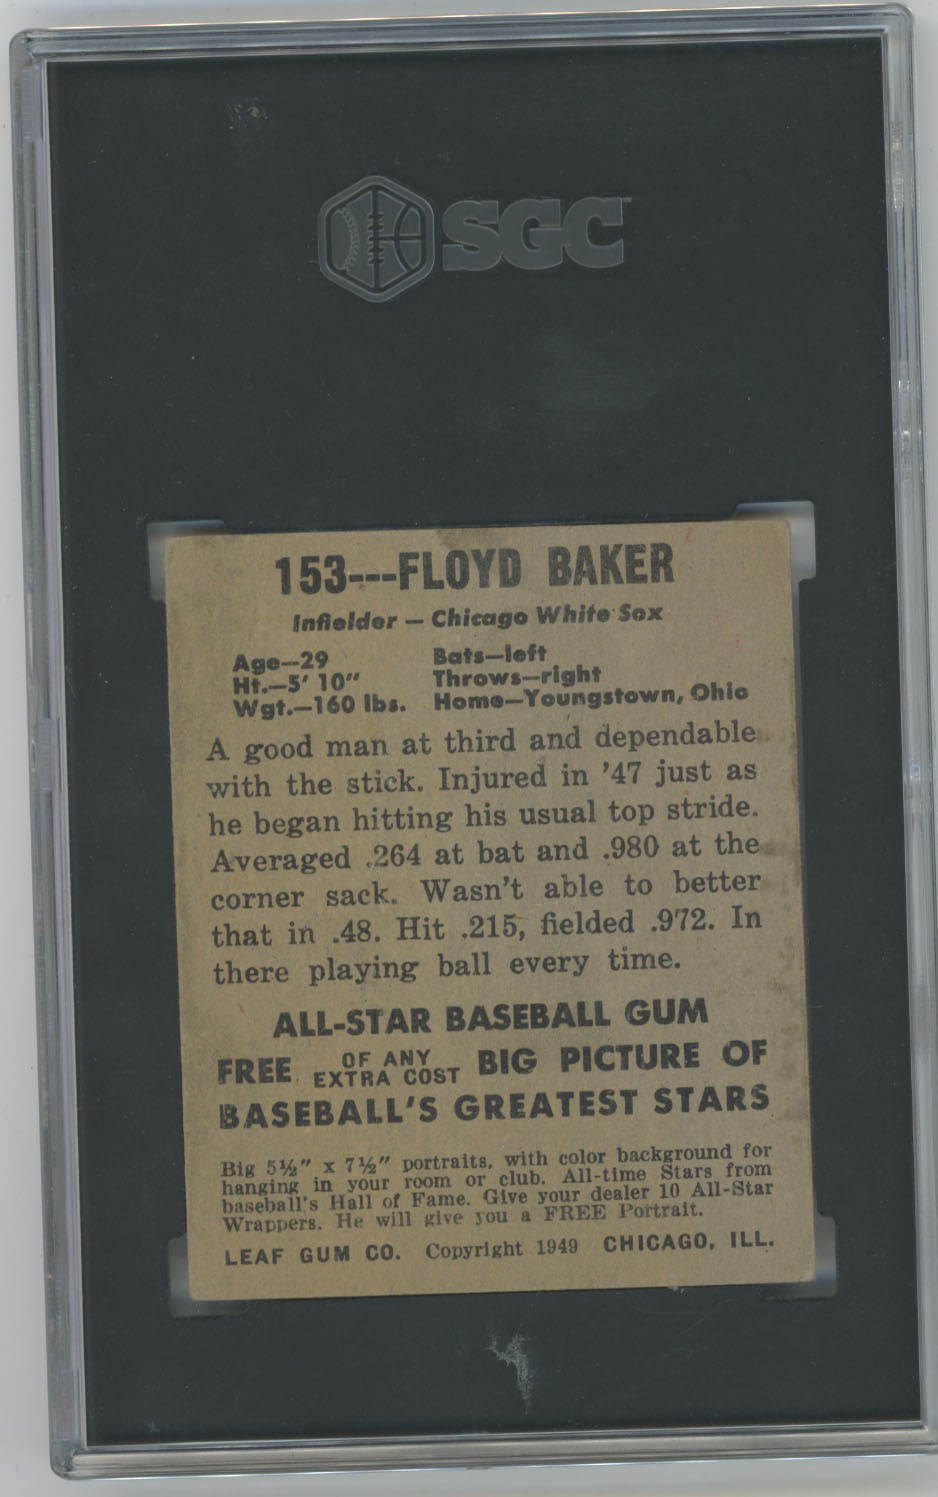 SGC
153---FLOYD BAKER
Infielder — Chicago White Sox
Age—29 Bats—left
Ht.—5' 10" Throws—right
Wgt.—160 lbs. Home—Youngstown, Ohio
A good man at third and dependable
with the stick. Injured in '47 just as
he began hitting his usual top stride.
Averaged .264 at bat and .980 at the
corner sack. Wasn't able to better
that in .48. Hit .215, fielded .972. In
there playing ball every time.
ALL-STAR BASEBALL GUM
FREE OF ANY EXTRA COST BIG PICTURE OF
BASEBALL'S GREATEST STARS
Big 5½" x 7½" portraits, with color background for
hanging in your room or club. All-time Stars from
baseball's Hall of Fame. Give your dealer 10 All-Star
Wrappers. He will give you a FREE Portrait.
LEAF GUM CO. Copyright 1949 CHICAGO, ILL.